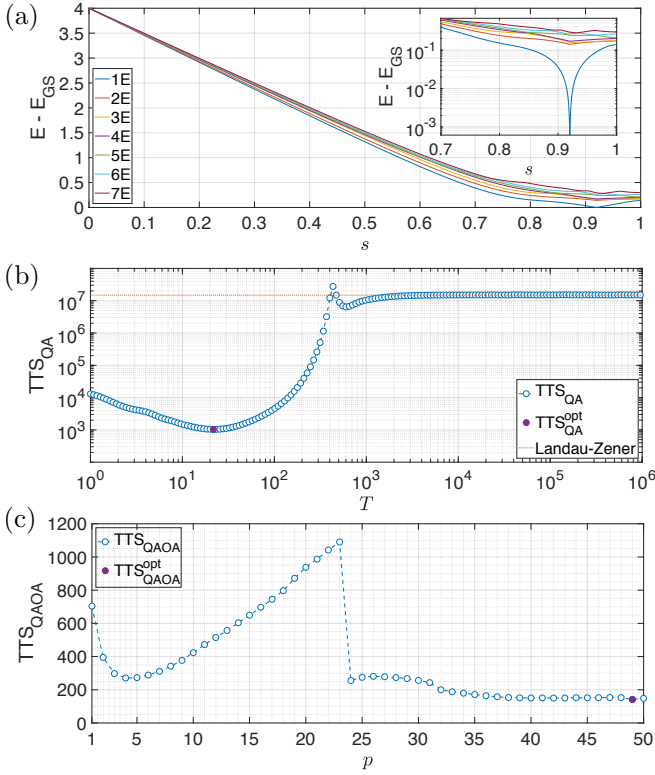 (a)
4
3.5
3
2.5
2
1.5
1
0.5
0
E - E_GS
1E
2E
3E
4E
5E
6E
7E
0 0.1 0.2 0.3 0.4 0.5 0.6 0.7 0.8 0.9 1
s
E - E_GS
10^-1
10^-2
10^-3
0.7 0.8 0.9 1
s
(b)
TTS_QA
10^7
10^6
10^5
10^4
10^3
TTS_QA
TTS_QA^opt
Landau-Zener
10^0 10^1 10^2 10^3 10^4 10^5 10^6
T
(c)
TTS_QAOA
1200
1000
800
600
400
200
0
TTS_QAOA
TTS_QAOA^opt
1 5 10 15 20 25 30 35 40 45 50
p